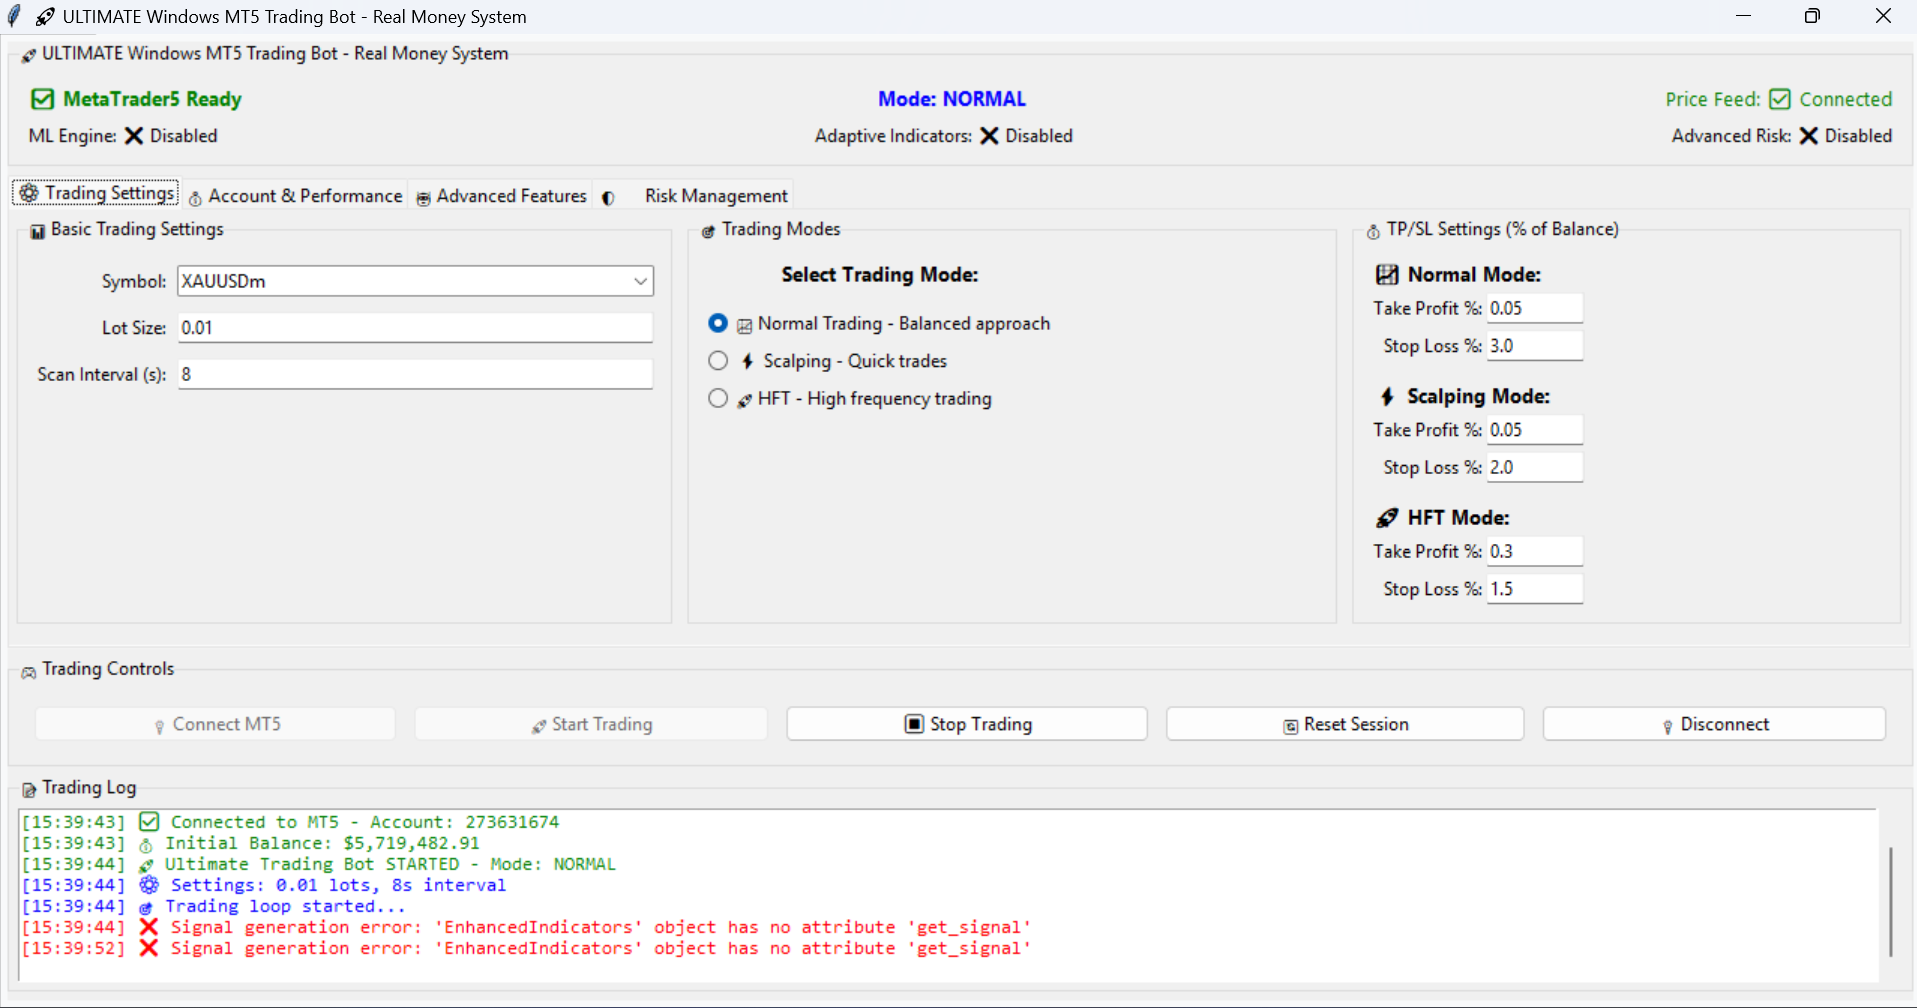 ULTIMATE Windows MT5 Trading Bot - Real Money System
ULTIMATE Windows MT5 Trading Bot - Real Money System
MetaTrader5 Ready
Mode: NORMAL
Price Feed: Connected
ML Engine: Disabled
Adaptive Indicators: Disabled
Advanced Risk: Disabled
Trading Settings
Account & Performance
Advanced Features
Risk Management
Basic Trading Settings
Symbol: XAUUSDm
Lot Size: 0.01
Scan Interval (s): 8
Trading Modes
Select Trading Mode:
Normal Trading - Balanced approach
Scalping - Quick trades
HFT - High frequency trading
TP/SL Settings (% of Balance)
Normal Mode:
Take Profit %: 0.05
Stop Loss %: 3.0
Scalping Mode:
Take Profit %: 0.05
Stop Loss %: 2.0
HFT Mode:
Take Profit %: 0.3
Stop Loss %: 1.5
Trading Controls
Connect MT5
Start Trading
Stop Trading
Reset Session
Disconnect
Trading Log
[15:39:43] Connected to MT5 - Account: 273631674
[15:39:43] Initial Balance: $5,719,482.91
[15:39:44] Ultimate Trading Bot STARTED - Mode: NORMAL
[15:39:44] Settings: 0.01 lots, 8s interval
[15:39:44] Trading loop started...
[15:39:44] Signal generation error: 'EnhancedIndicators' object has no attribute 'get_signal'
[15:39:52] Signal generation error: 'EnhancedIndicators' object has no attribute 'get_signal'